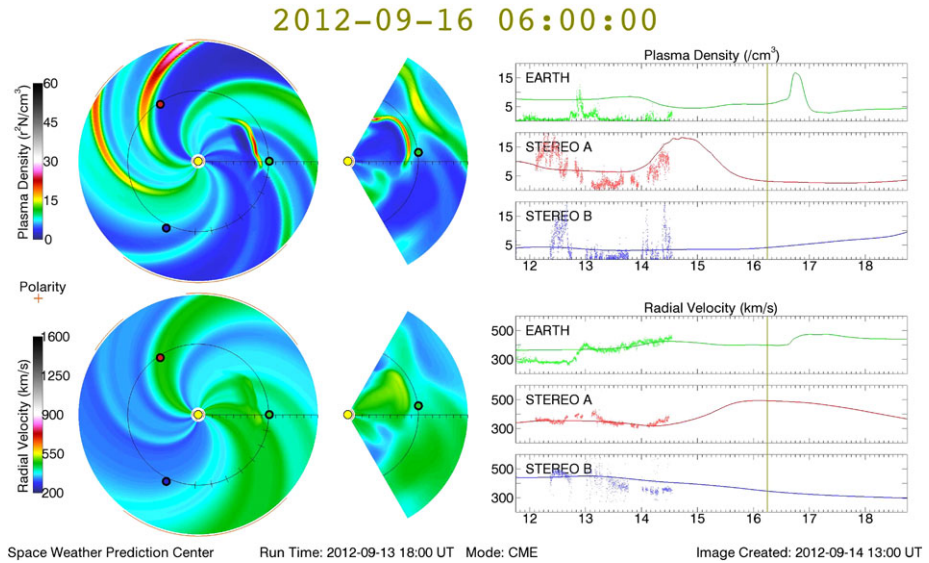 2012-09-16 06:00:00
Plasma Density (r²N/cm³)
60
45
30
15
0
Polarity
+
Radial Velocity (km/s)
1600
1250
900
550
200
Plasma Density (/cm³)
EARTH
15
5
STEREO A
15
5
STEREO B
15
5
12 13 14 15 16 17 18
Radial Velocity (km/s)
EARTH
500
300
STEREO A
500
300
STEREO B
500
300
12 13 14 15 16 17 18
Space Weather Prediction Center Run Time: 2012-09-13 18:00 UT Mode: CME Image Created: 2012-09-14 13:00 UT